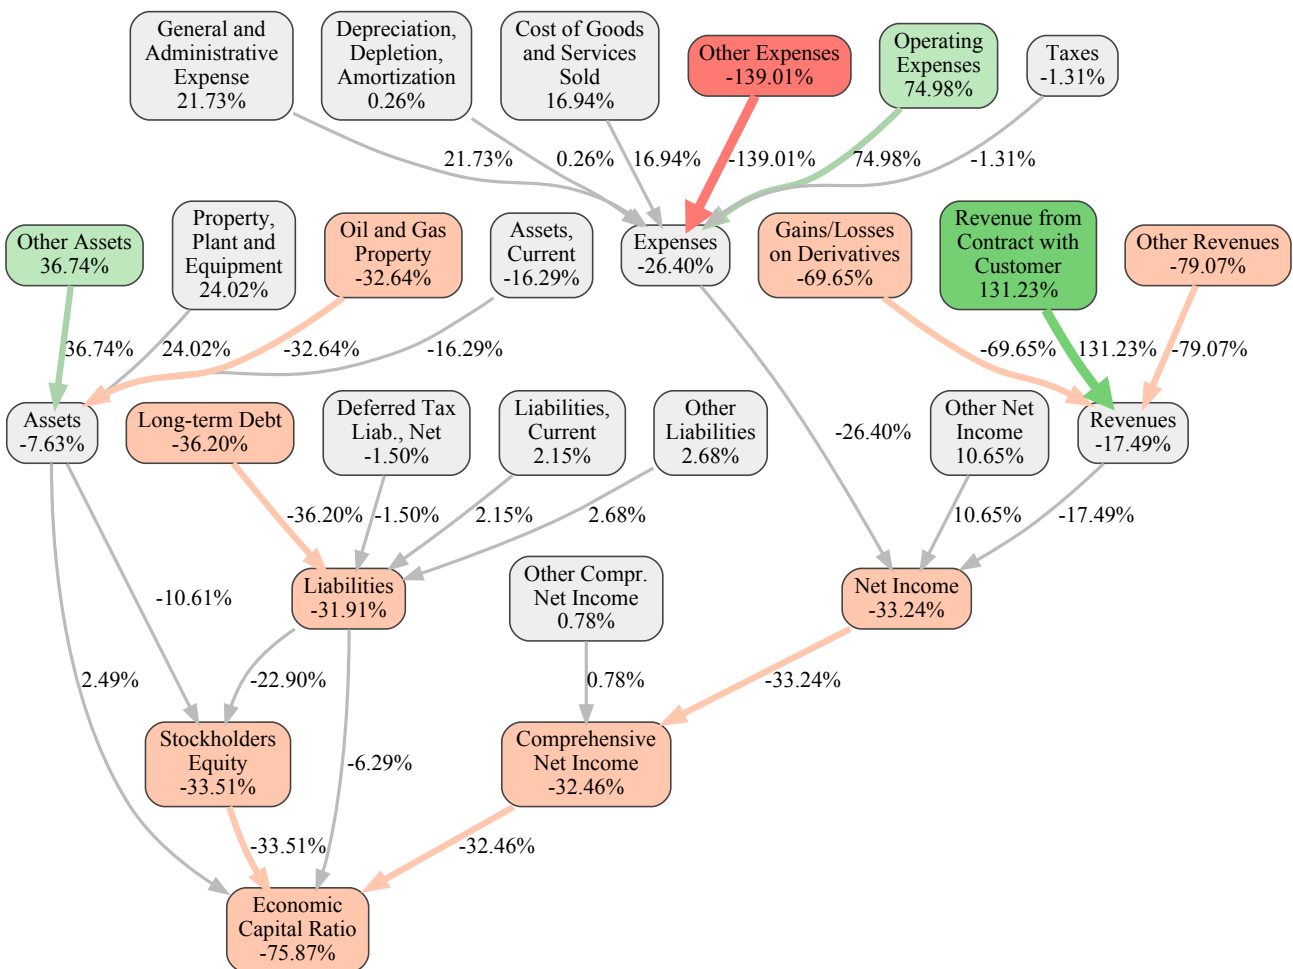 General and
Administrative
Expense
21.73%
Depreciation,
Depletion,
Amortization
0.26%
Cost of Goods
and Services
Sold
16.94%
Other Expenses
-139.01%
Operating
Expenses
74.98%
Taxes
-1.31%
21.73%
0.26%
16.94%
-139.01%
74.98%
-1.31%
Other Assets
36.74%
Property,
Plant and
Equipment
24.02%
Oil and Gas
Property
-32.64%
Assets,
Current
-16.29%
Expenses
-26.40%
Gains/Losses
on Derivatives
-69.65%
Revenue from
Contract with
Customer
131.23%
Other Revenues
-79.07%
36.74%
24.02%
-32.64%
-16.29%
-69.65%
131.23%
-79.07%
Assets
-7.63%
Long-term Debt
-36.20%
Deferred Tax
Liab., Net
-1.50%
Liabilities,
Current
2.15%
Other
Liabilities
2.68%
-26.40%
Other Net
Income
10.65%
Revenues
-17.49%
-36.20%
-1.50%
2.15%
2.68%
10.65%
-17.49%
-10.61%
Liabilities
-31.91%
Other Compr.
Net Income
0.78%
Net Income
-33.24%
2.49%
-22.90%
0.78%
-33.24%
Stockholders
Equity
-33.51%
-6.29%
Comprehensive
Net Income
-32.46%
-33.51%
-32.46%
Economic
Capital Ratio
-75.87%